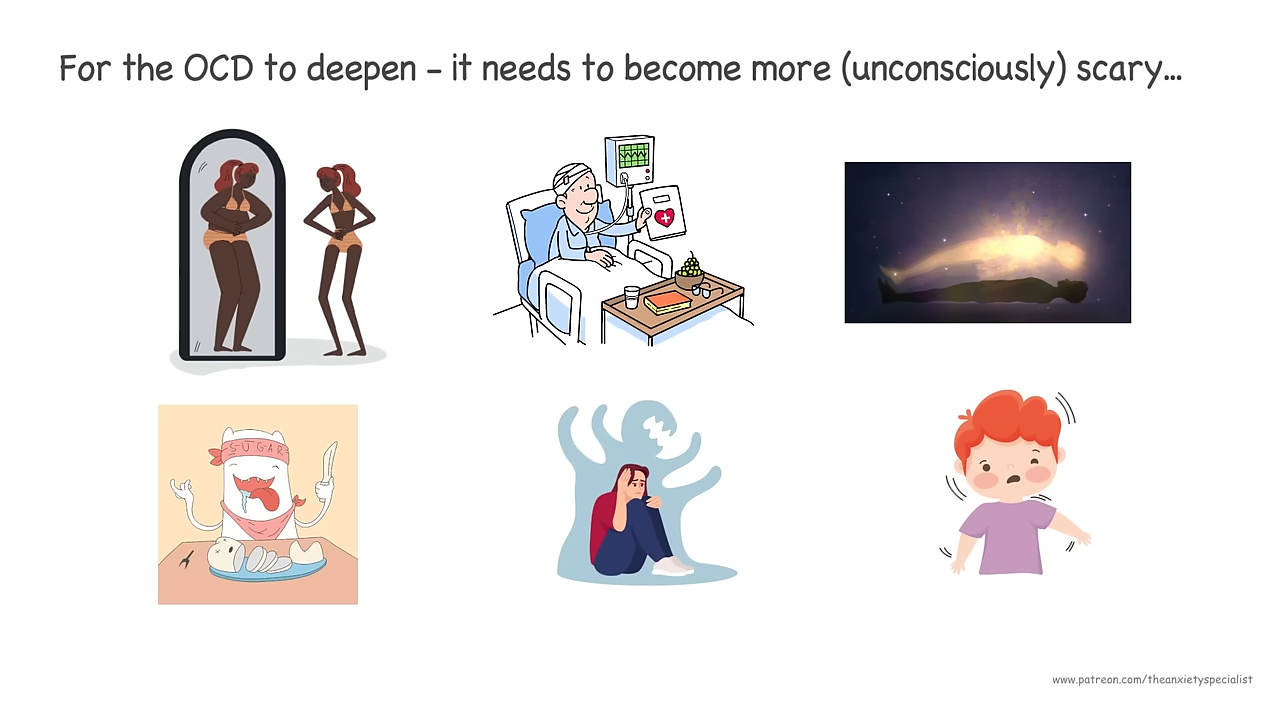 For the OCD to deepen – it needs to become more (unconsciously) scary...
SUGAR
www.patreon.com/theanxietyspecialist